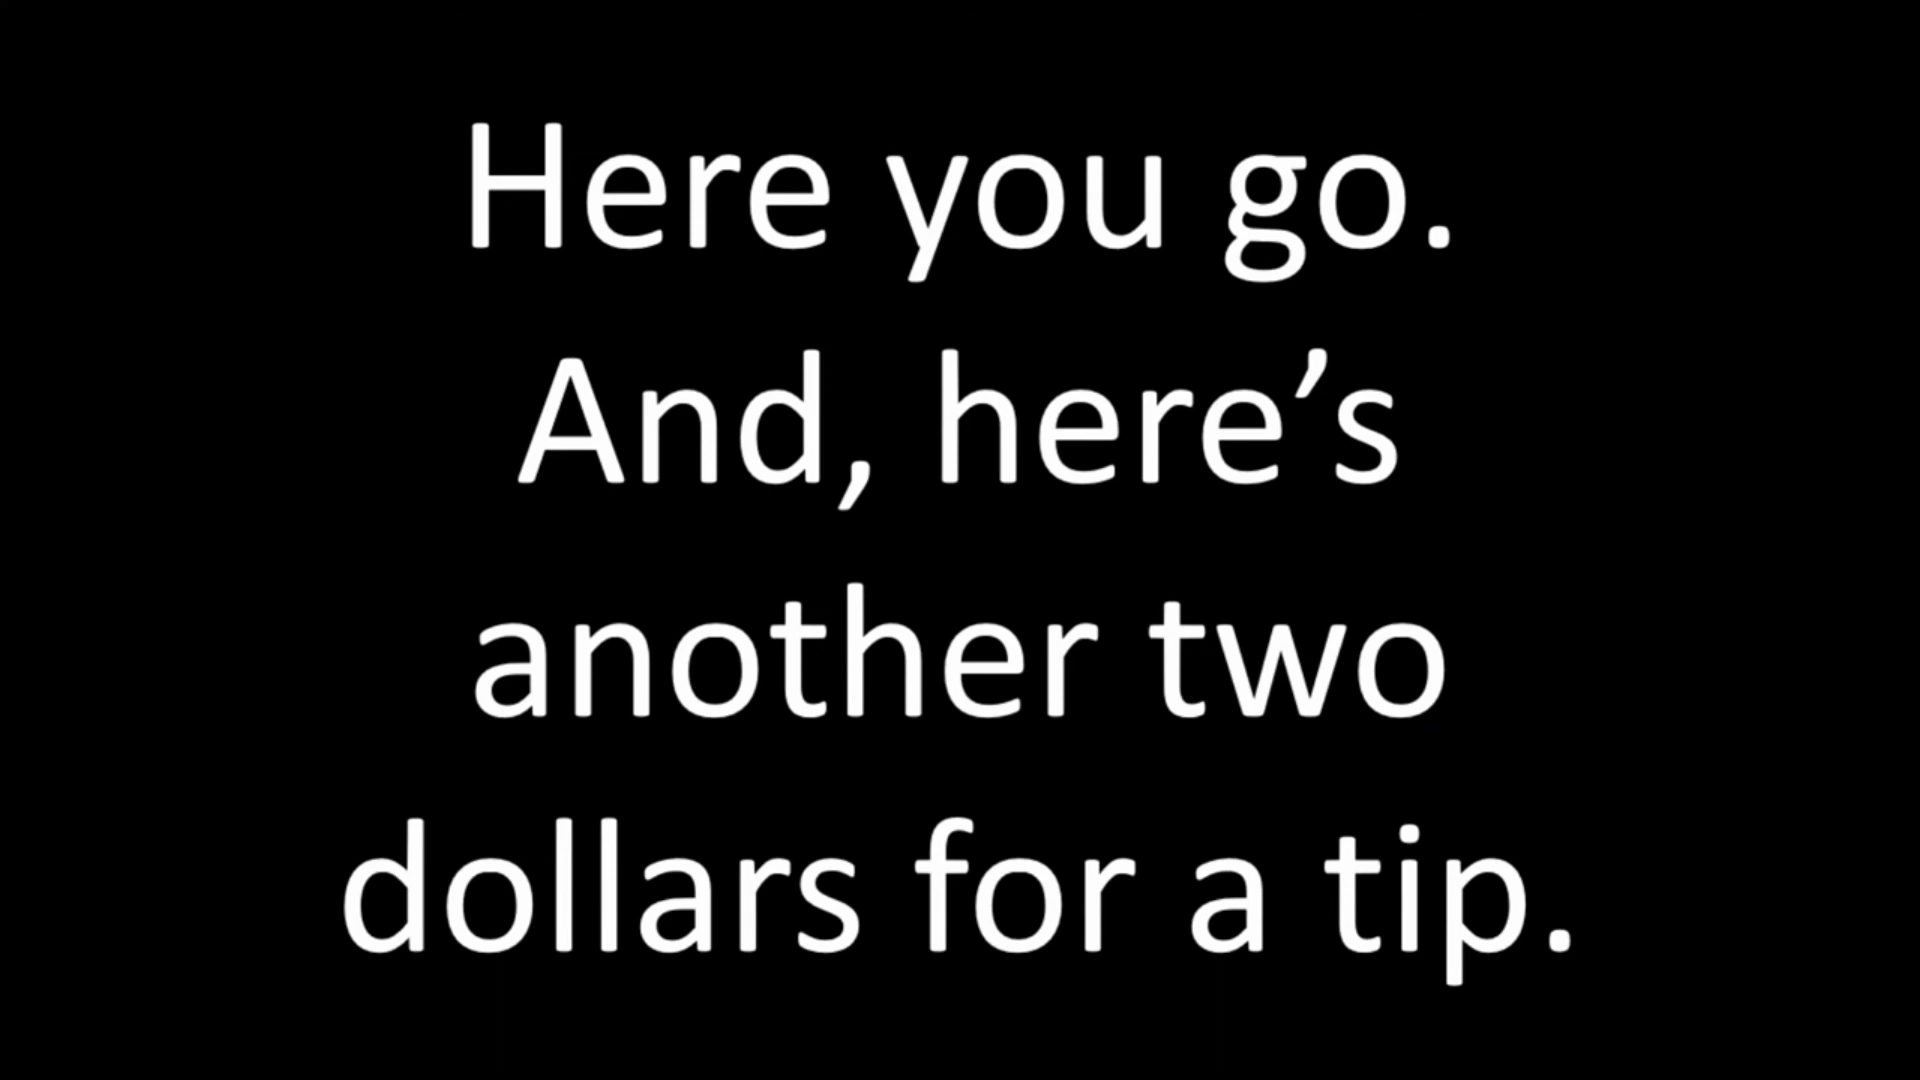 Here you go.
And, here’s
another two
dollars for a tip.